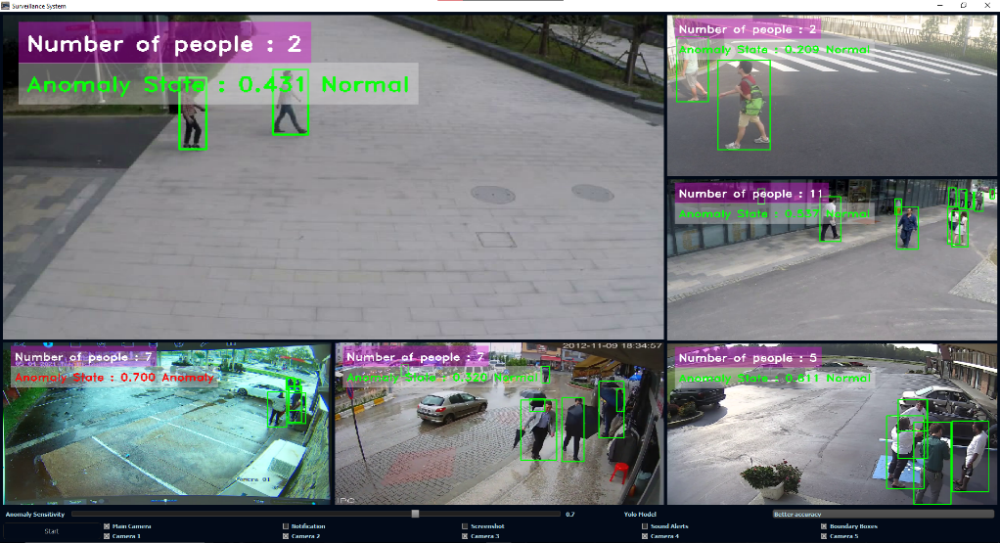 Surveillance System
Number of people : 2
Anomaly State : 0.431 Normal
Number of people : 2
Anomaly State : 0.209 Normal
Number of people : 11
Anomaly State : 0.537 Normal
Number of people : 7
Anomaly State : 0.700 Anomaly
Camera 01
2012-11-09 18:34:57
Number of people : 7
Anomaly State : 0.320 Normal
IPC
Number of people : 5
Anomaly State : 0.611 Normal
Anomaly Sensitivity 0.7 Yolo Model Better accuracy
Start
Main Camera Notification Screenshot Sound Alerts Boundary Boxes
Camera 1 Camera 2 Camera 3 Camera 4 Camera 5